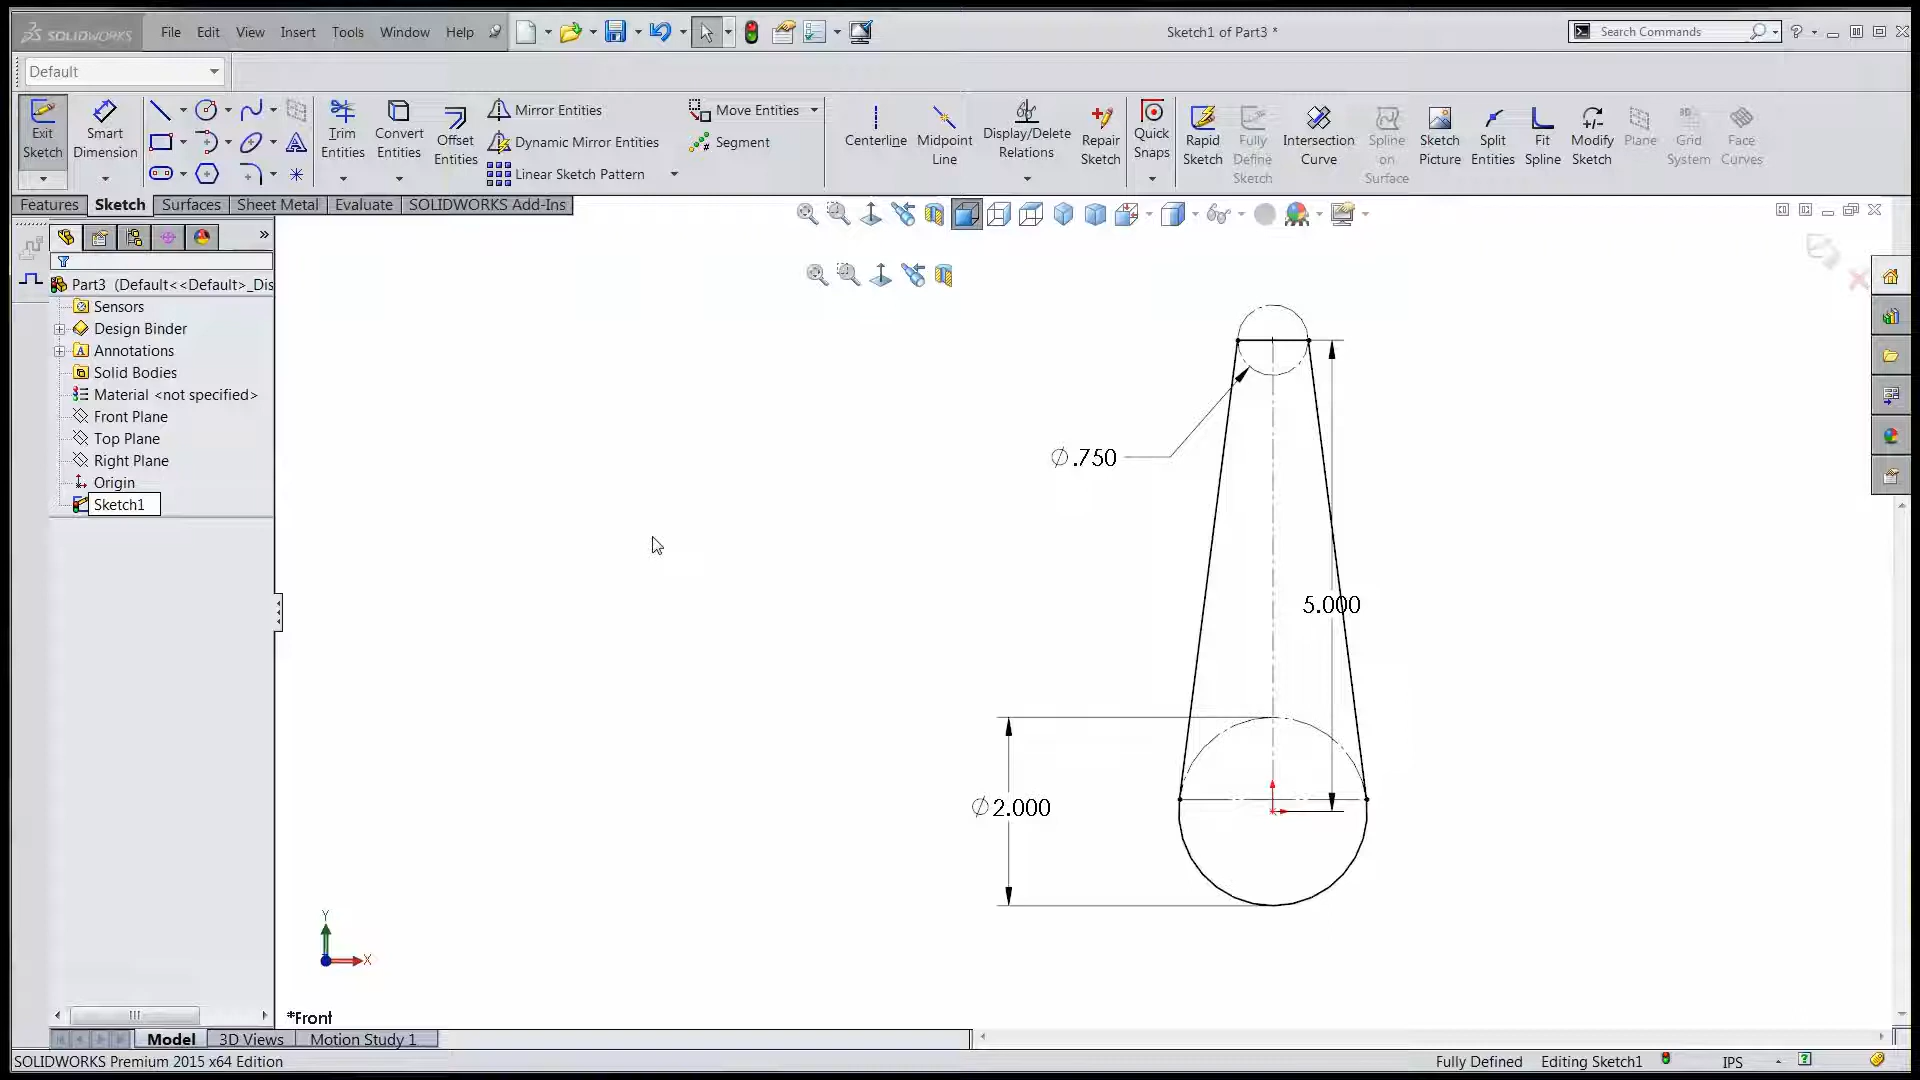 SOLIDWORKS File Edit View Insert Tools Window Help Sketch1 of Part3 * Search Commands
Default
Exit Sketch
Smart Dimension
Trim Entities
Convert Entities
Offset Entities
Mirror Entities
Dynamic Mirror Entities
Linear Sketch Pattern
Move Entities
Segment
Centerline
Midpoint Line
Display/Delete Relations
Repair Sketch
Quick Snaps
Rapid Sketch
Fully Define Sketch
Intersection Curve
Spline on Surface
Sketch Picture
Split Entities
Fit Spline
Modify Sketch
Plane
Grid System
Face Curves
Features Sketch Surfaces Sheet Metal Evaluate SOLIDWORKS Add-Ins
Part3 (Default<<Default>_Dis
Sensors
Design Binder
Annotations
Solid Bodies
Material <not specified>
Front Plane
Top Plane
Right Plane
Origin
Sketch1
∅.750
5.000
∅2.000
Y
X
*Front
Model 3D Views Motion Study 1
SOLIDWORKS Premium 2015 x64 Edition Fully Defined Editing Sketch1 IPS